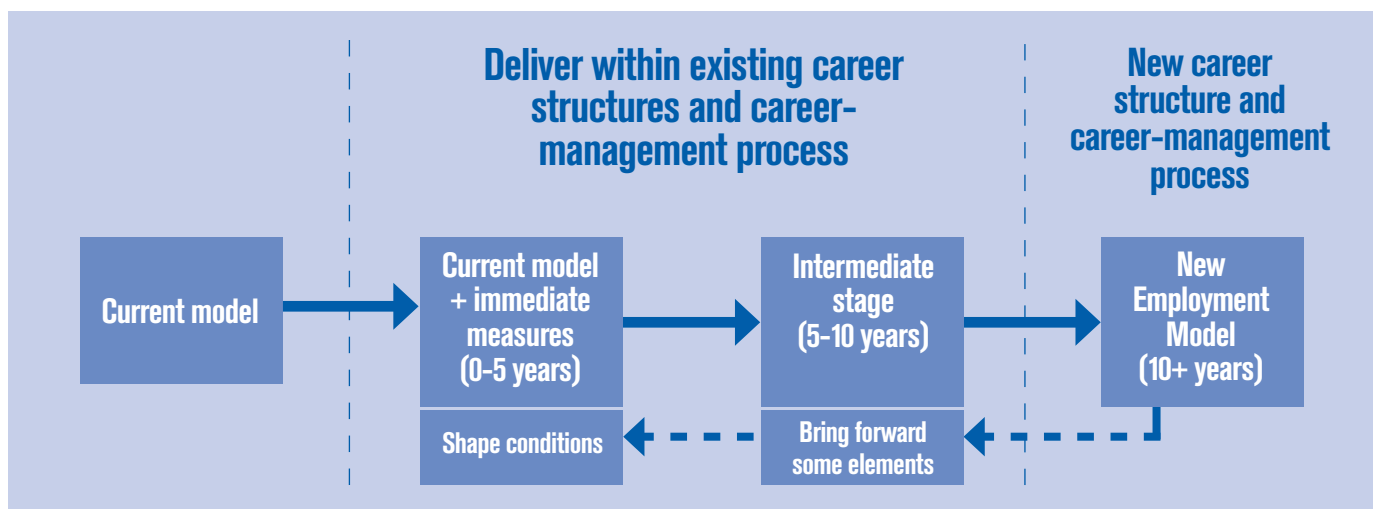 Deliver within existing career
structures and career-
management process
New career
structure and
career-management
process
Current model
Current model
+ immediate
measures
(0-5 years)
Intermediate
stage
(5-10 years)
New
Employment
Model
(10+ years)
Shape conditions
Bring forward
some elements